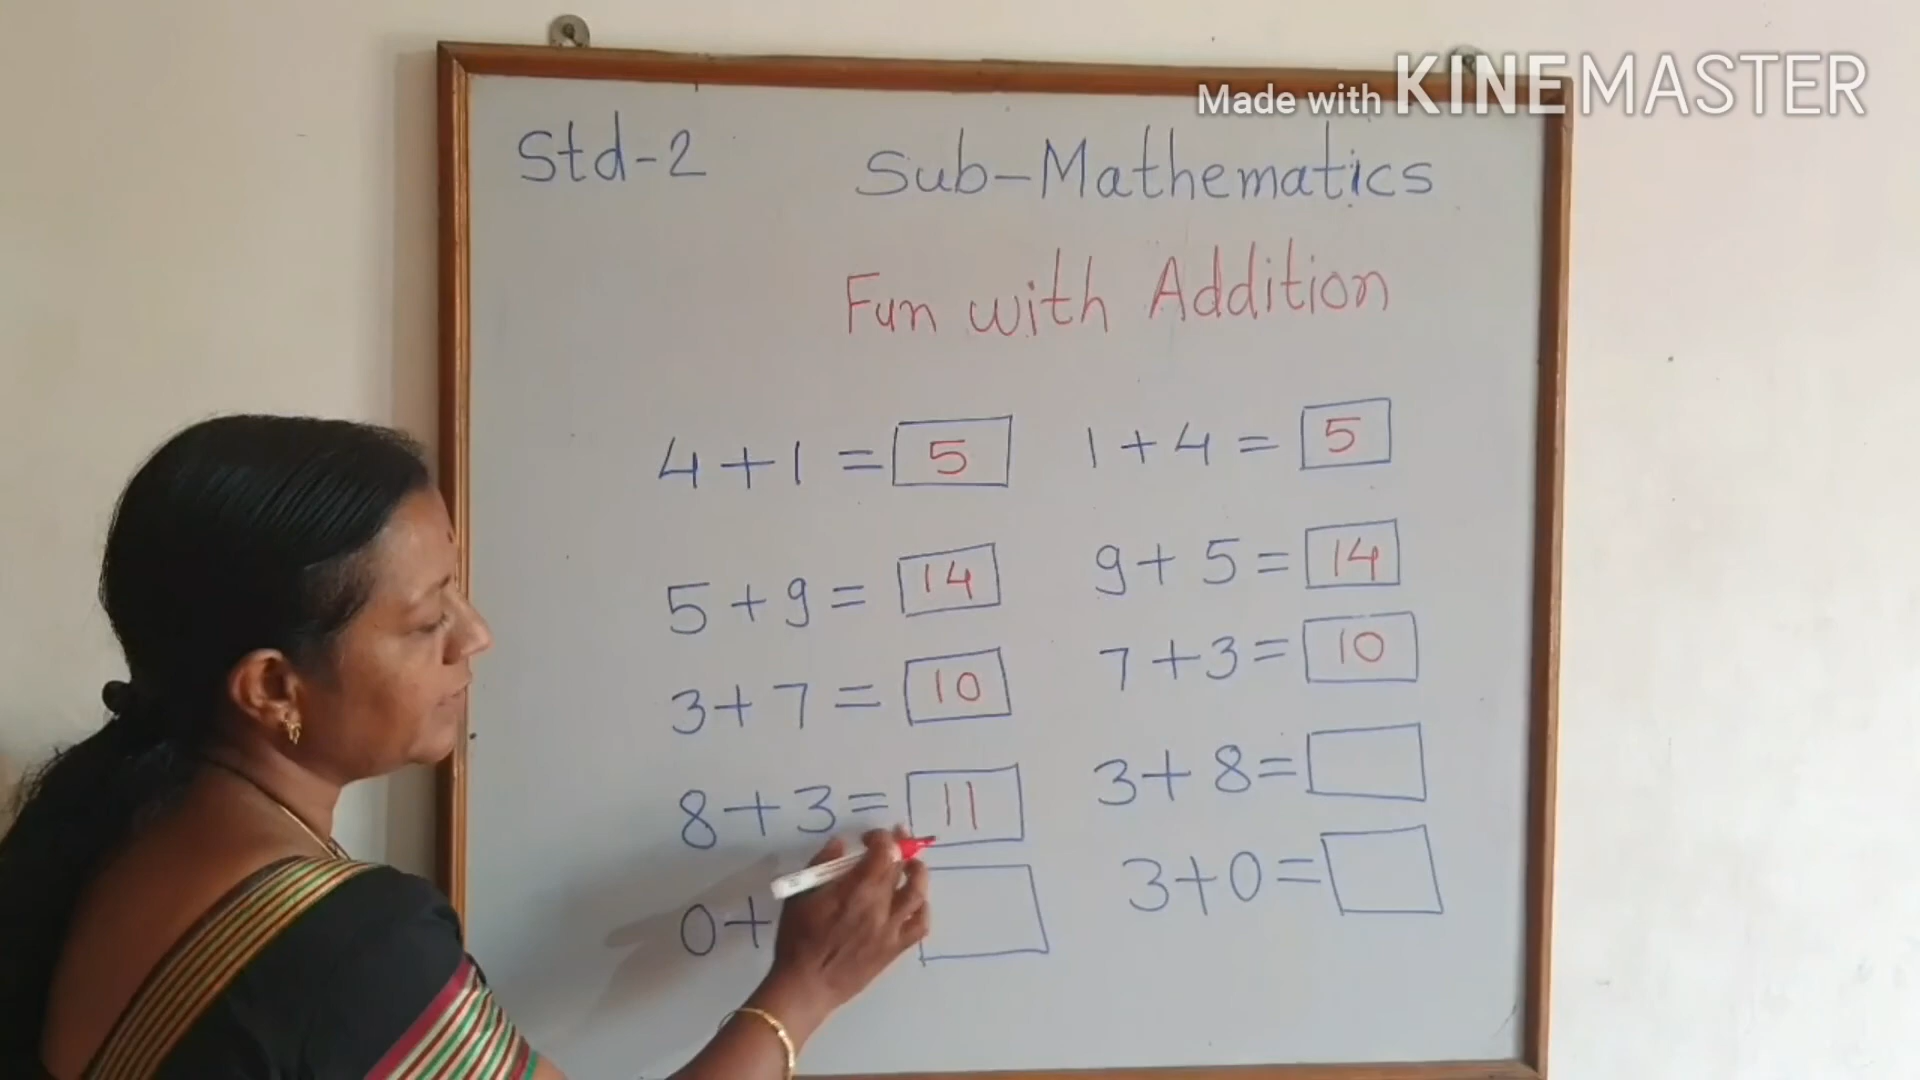 Made with KINEMASTER
Std-2 Sub-Mathematics
Fun with Addition
4+1 = 5 1+4 = 5
5+9 = 14 9+5 = 14
3+7 = 10 7+3 = 10
8+3 = 11 3+8 =
0+ 3+0 =